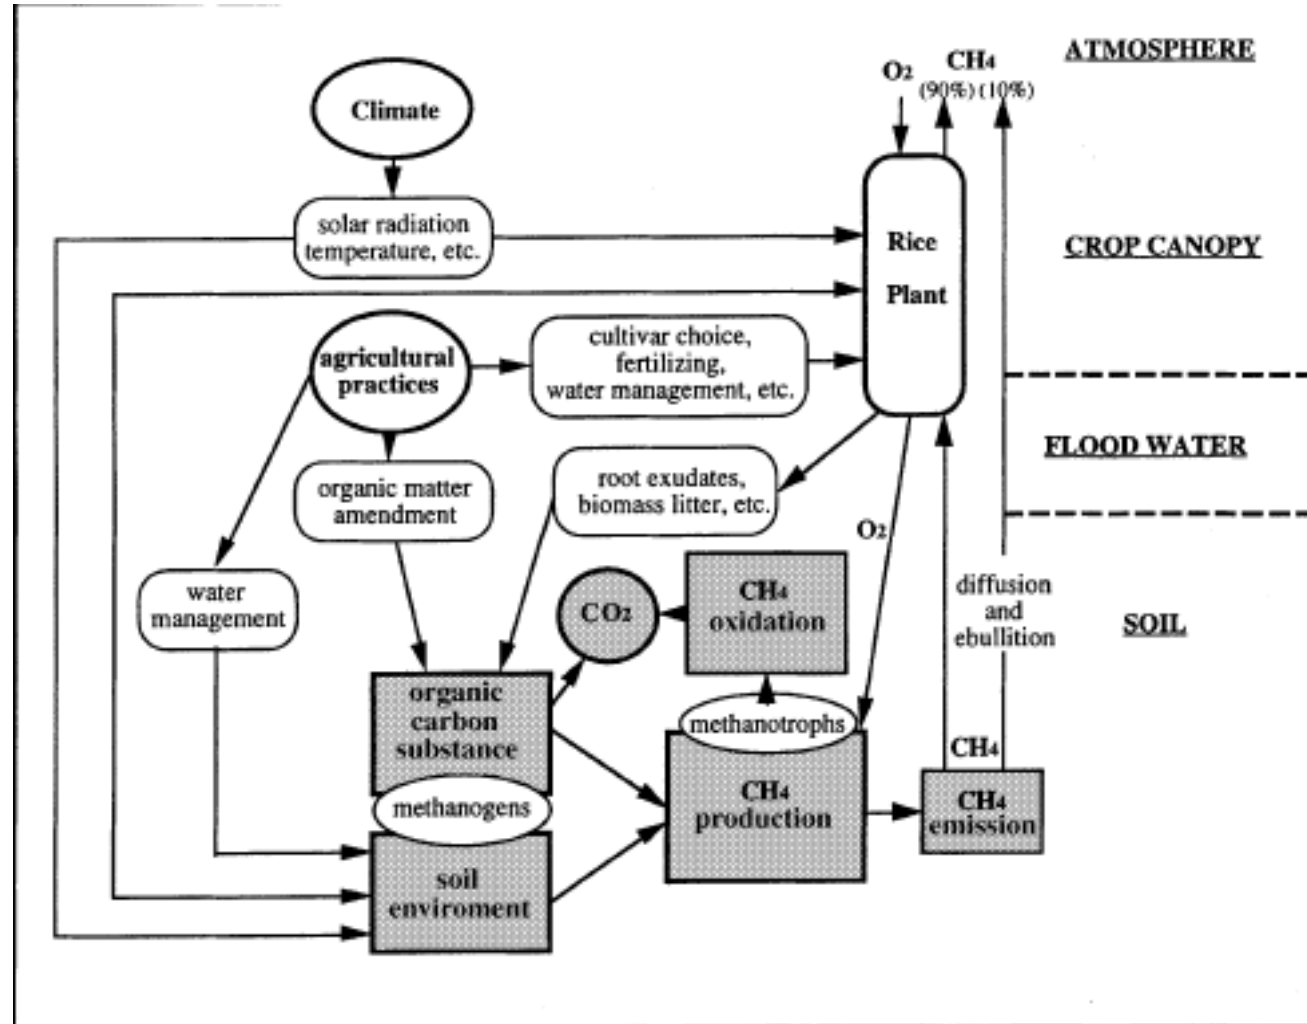 ATMOSPHERE
O2
CH4
(90%) (10%)
Climate
solar radiation
temperature, etc.
Rice
Plant
CROP CANOPY
agricultural
practices
cultivar choice,
fertilizing,
water management, etc.
FLOOD WATER
organic matter
amendment
root exudates,
biomass litter, etc.
O2
water
management
CO2
CH4
oxidation
diffusion
and
ebullition
SOIL
organic
carbon
substance
methanotrophs
CH4
methanogens
CH4
production
CH4
emission
soil
enviroment